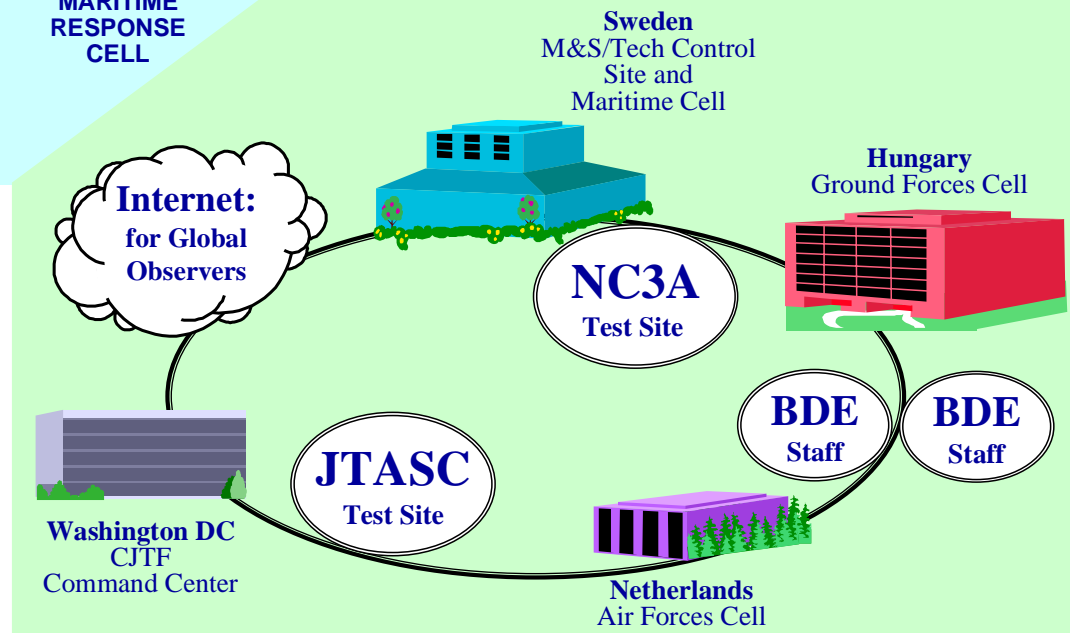 MARITIME
RESPONSE
CELL
Sweden
M&S/Tech Control
Site and
Maritime Cell
Hungary
Ground Forces Cell
Internet:
for Global
Observers
NC3A
Test Site
BDE
Staff
BDE
Staff
JTASC
Test Site
Washington DC
CJTF
Command Center
Netherlands
Air Forces Cell